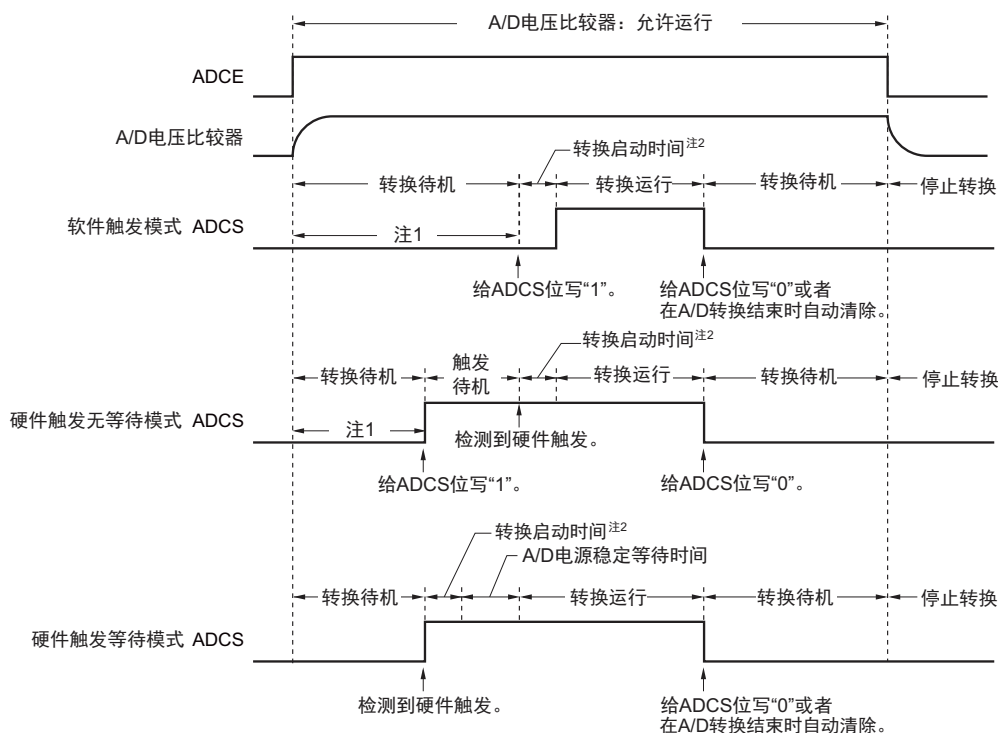 A/D电压比较器：允许运行
ADCE
A/D电压比较器
转换启动时间注2
转换待机
转换运行
转换待机
停止转换
软件触发模式 ADCS
注1
给ADCS位写“1”。
给ADCS位写“0”或者
在A/D转换结束时自动清除。
转换启动时间注2
转换待机
触发
待机
转换运行
转换待机
停止转换
硬件触发无等待模式 ADCS
注1
检测到硬件触发。
给ADCS位写“1”。
给ADCS位写“0”。
转换启动时间注2
A/D电源稳定等待时间
转换待机
转换运行
转换待机
停止转换
硬件触发等待模式 ADCS
检测到硬件触发。
给ADCS位写“0”或者
在A/D转换结束时自动清除。